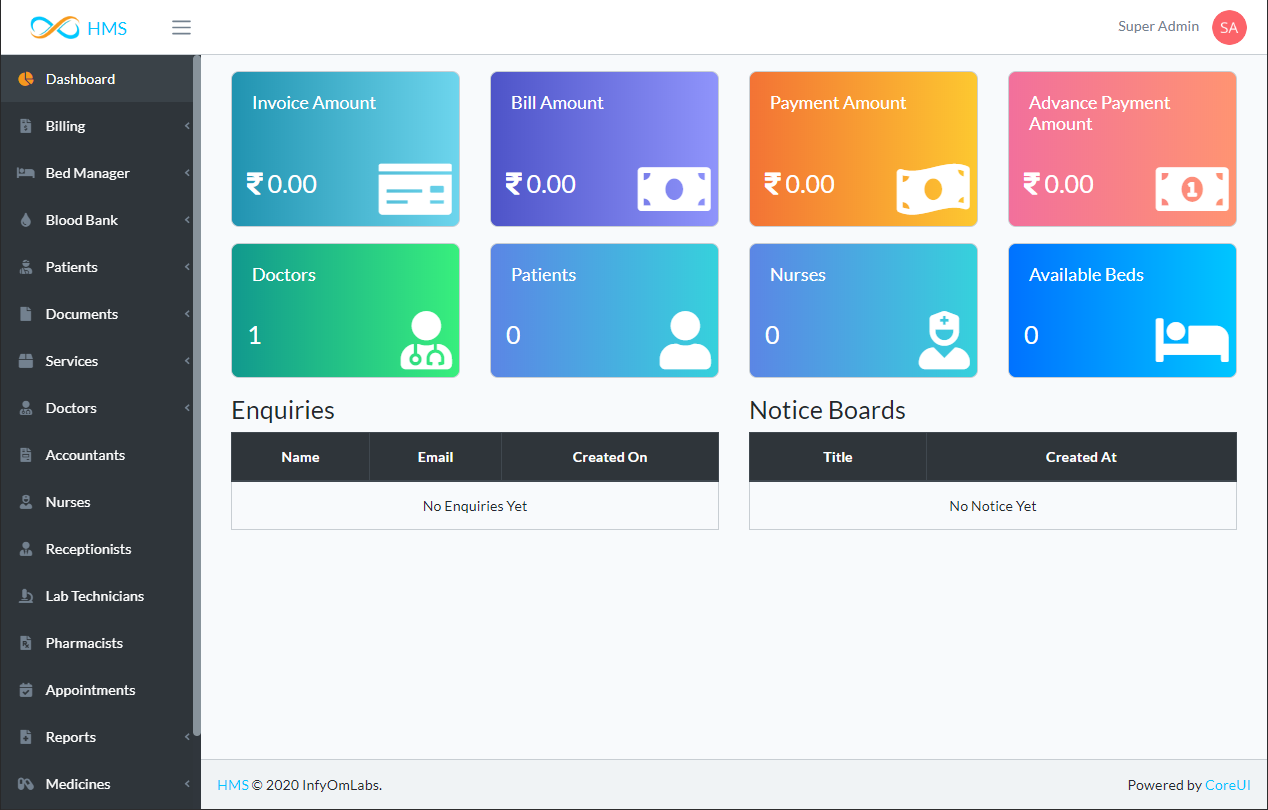 HMS
Super Admin
SA
Dashboard
Billing
Bed Manager
Blood Bank
Patients
Documents
Services
Doctors
Accountants
Nurses
Receptionists
Lab Technicians
Pharmacists
Appointments
Reports
Medicines
Invoice Amount
₹ 0.00
Bill Amount
₹ 0.00
Payment Amount
₹ 0.00
Advance Payment
Amount
₹ 0.00
1
Doctors
1
Patients
0
Nurses
0
Available Beds
0
Enquiries
Name Email Created On
No Enquiries Yet
Notice Boards
Title Created At
No Notice Yet
HMS © 2020 InfyOmLabs.
Powered by CoreUI